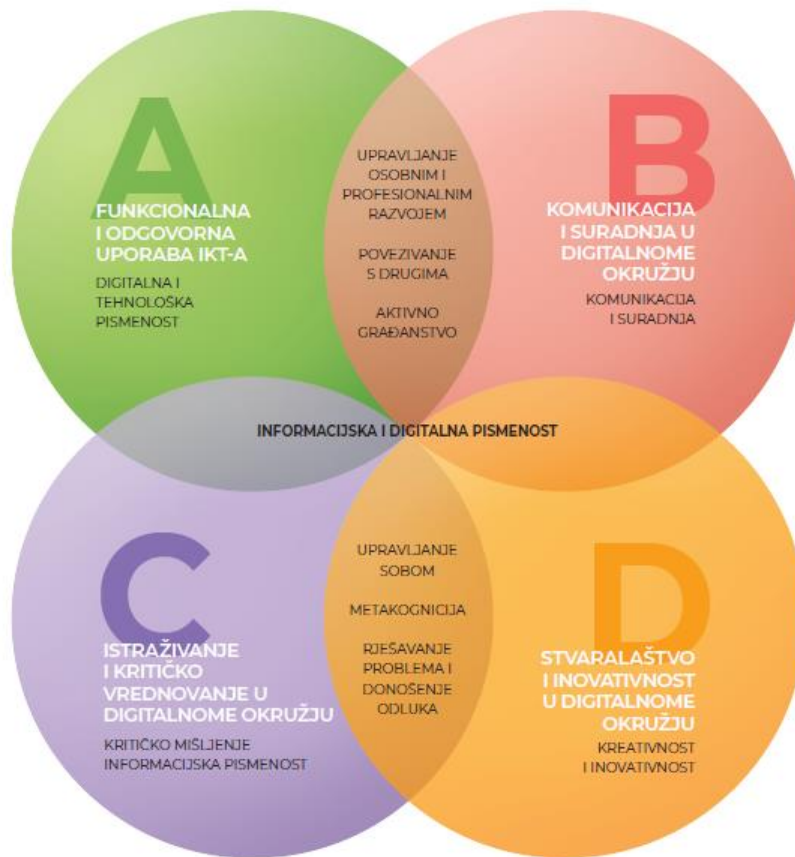 A
FUNKCIONALNA
I ODGOVORNA
UPORABA IKT-A
DIGITALNA I
TEHNOLOŠKA
PISMENOST
UPRAVLJANJE
OSOBNIM I
PROFESIONALNIM
RAZVOJEM
POVEZIVANJE
S DRUGIMA
AKTIVNO
GRAĐANSTVO
B
KOMUNIKACIJA
I SURADNJA U
DIGITALNOME
OKRUŽJU
KOMUNIKACIJA
I SURADNJA
INFORMACIJSKA I DIGITALNA PISMENOST
C
ISTRAŽIVANJE
I KRITIČKO
VREDNOVANJE U
DIGITALNOME OKRUŽJU
KRITIČKO MIŠLJENJE
INFORMACIJSKA PISMENOST
UPRAVLJANJE
SOBOM
METAKOGNICIJA
RJEŠAVANJE
PROBLEMA I
DONOŠENJE
ODLUKA
D
STVARALAŠTVO
I INOVATIVNOST
U DIGITALNOME
OKRUŽJU
KREATIVNOST
I INOVATIVNOST